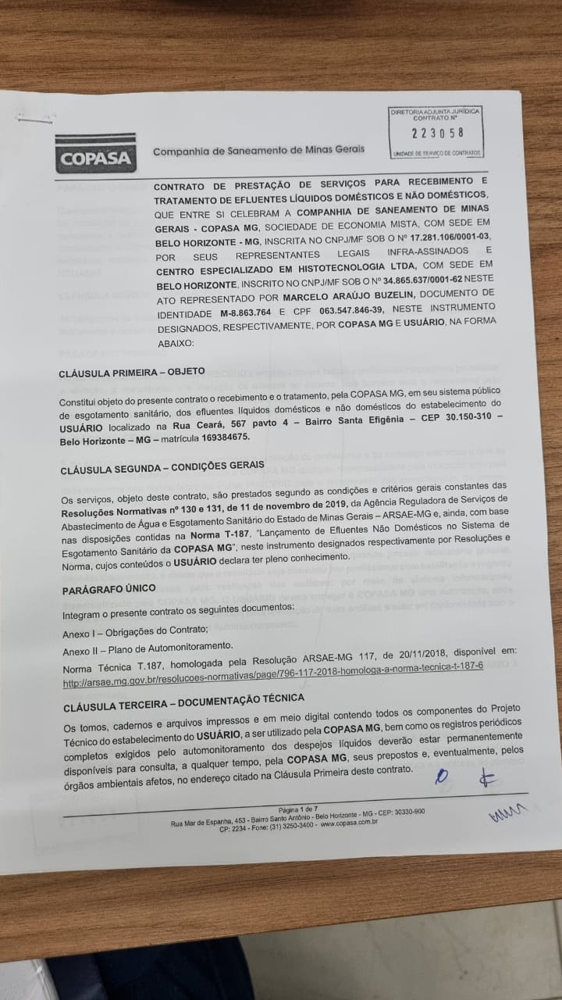 DIRETORIA ADJUNTA JURÍDICA
CONTRATO Nº
223058
UNIDADE DE SERVIÇO DE CONTRATOS
COPASA
Companhia de Saneamento de Minas Gerais
CONTRATO DE PRESTAÇÃO DE SERVIÇOS PARA RECEBIMENTO E
TRATAMENTO DE EFLUENTES LÍQUIDOS DOMÉSTICOS E NÃO DOMÉSTICOS,
QUE ENTRE SI CELEBRAM A COMPANHIA DE SANEAMENTO DE MINAS
GERAIS - COPASA MG, SOCIEDADE DE ECONOMIA MISTA, COM SEDE EM
BELO HORIZONTE - MG, INSCRITA NO CNPJ/MF SOB O Nº 17.281.106/0001-03,
POR SEUS REPRESENTANTES LEGAIS INFRA-ASSINADOS E
CENTRO ESPECIALIZADO EM HISTOTECNOLOGIA LTDA, COM SEDE EM
BELO HORIZONTE, INSCRITO NO CNPJ/MF SOB O Nº 34.865.637/0001-62 NESTE
ATO REPRESENTADO POR MARCELO ARAÚJO BUZELIN, DOCUMENTO DE
IDENTIDADE M-8.863.764 E CPF 063.547.846-39, NESTE INSTRUMENTO
DESIGNADOS, RESPECTIVAMENTE, POR COPASA MG E USUÁRIO, NA FORMA
ABAIXO:
CLÁUSULA PRIMEIRA – OBJETO
Constitui objeto do presente contrato o recebimento e o tratamento, pela COPASA MG, em seu sistema público
de esgotamento sanitário, dos efluentes líquidos domésticos e não domésticos do estabelecimento do
USUÁRIO localizado na Rua Ceará, 567 pavto 4 – Bairro Santa Efigênia – CEP 30.150-310 –
Belo Horizonte – MG – matrícula 169384675.
CLÁUSULA SEGUNDA – CONDIÇÕES GERAIS
Os serviços, objeto deste contrato, são prestados segundo as condições e critérios gerais constantes das
Resoluções Normativas nº 130 e 131, de 11 de novembro de 2019, da Agência Reguladora de Serviços de
Abastecimento de Água e Esgotamento Sanitário do Estado de Minas Gerais – ARSAE-MG e, ainda, com base
nas disposições contidas na Norma T-187, "Lançamento de Efluentes Não Domésticos no Sistema de
Esgotamento Sanitário da COPASA MG", neste instrumento designados respectivamente por Resoluções e
Norma, cujos conteúdos o USUÁRIO declara ter pleno conhecimento.
PARÁGRAFO ÚNICO
Integram o presente contrato os seguintes documentos:
Anexo I – Obrigações do Contrato;
Anexo II – Plano de Automonitoramento.
Norma Técnica T.187, homologada pela Resolução ARSAE-MG 117, de 20/11/2018, disponível em:
http://arsae.mg.gov.br/resolucoes-normativas/page/796-117-2018-homologa-a-norma-tecnica-t-187-6
CLÁUSULA TERCEIRA – DOCUMENTAÇÃO TÉCNICA
Os tomos, cadernos e arquivos impressos e em meio digital contendo todos os componentes do Projeto
Técnico do estabelecimento do USUÁRIO, a ser utilizado pela COPASA MG, bem como os registros periódicos
completos exigidos pelo automonitoramento dos despejos líquidos deverão estar permanentemente
disponíveis para consulta, a qualquer tempo, pela COPASA MG, seus prepostos e, eventualmente, pelos
órgãos ambientais afetos, no endereço citado na Cláusula Primeira deste contrato.
Página 1 de 7
Rua Mar de Espanha, 453 - Bairro Santo Antônio - Belo Horizonte - MG - CEP: 30330-900
CP: 2234 - Fone: (31) 3250-3400 - www.copasa.com.br